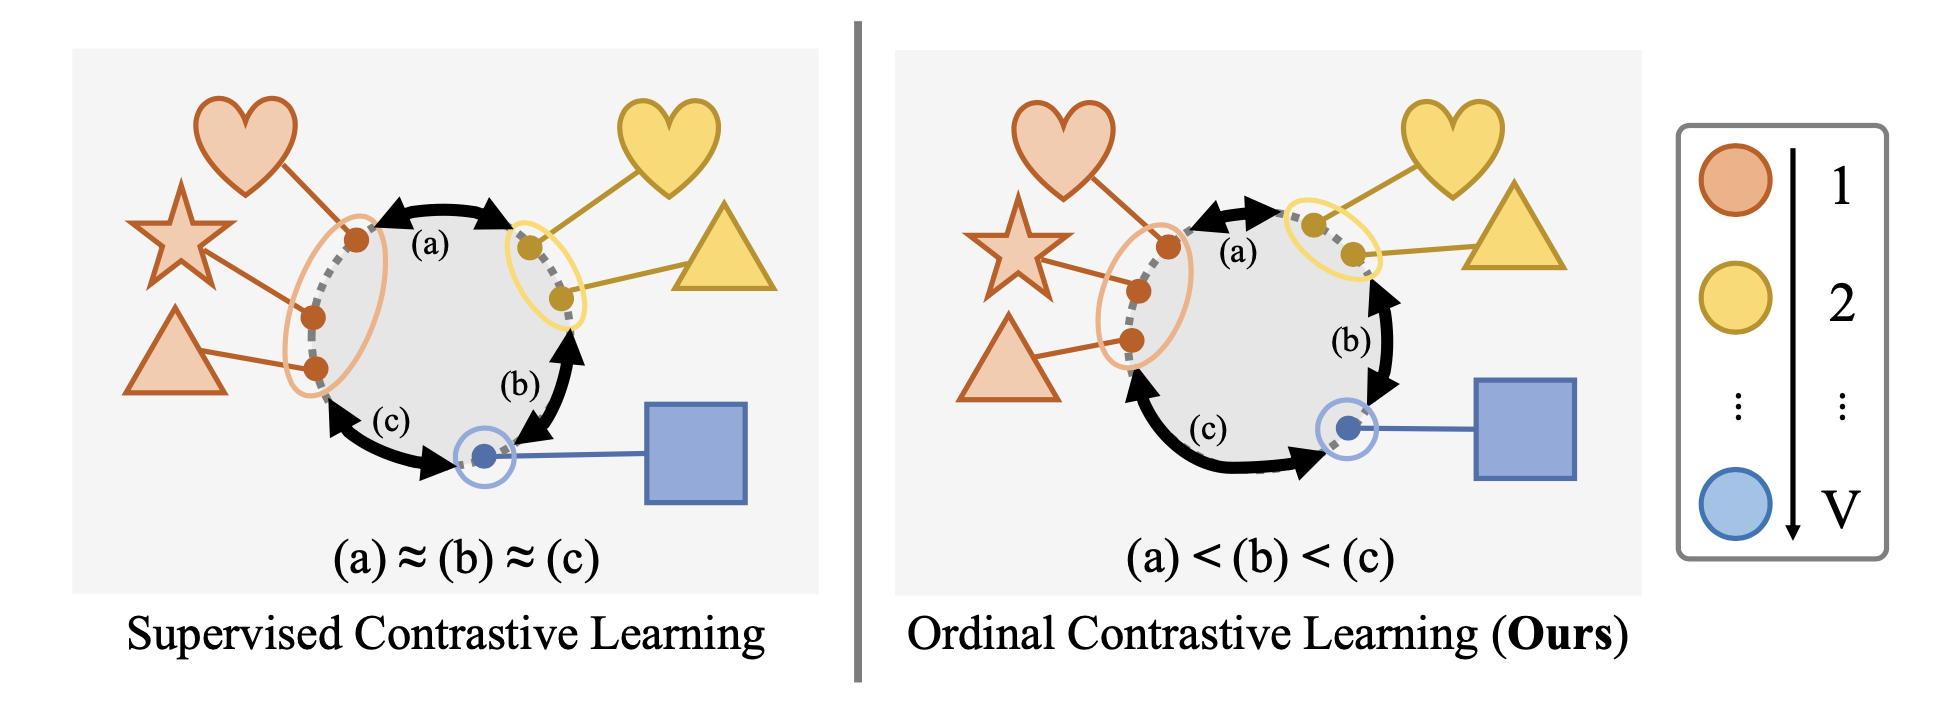 (a)
(b)
(c)
(a) ≈ (b) ≈ (c)
Supervised Contrastive Learning
(a)
(b)
(c)
(a) < (b) < (c)
Ordinal Contrastive Learning (Ours)
1
2
⋮ ⋮
V